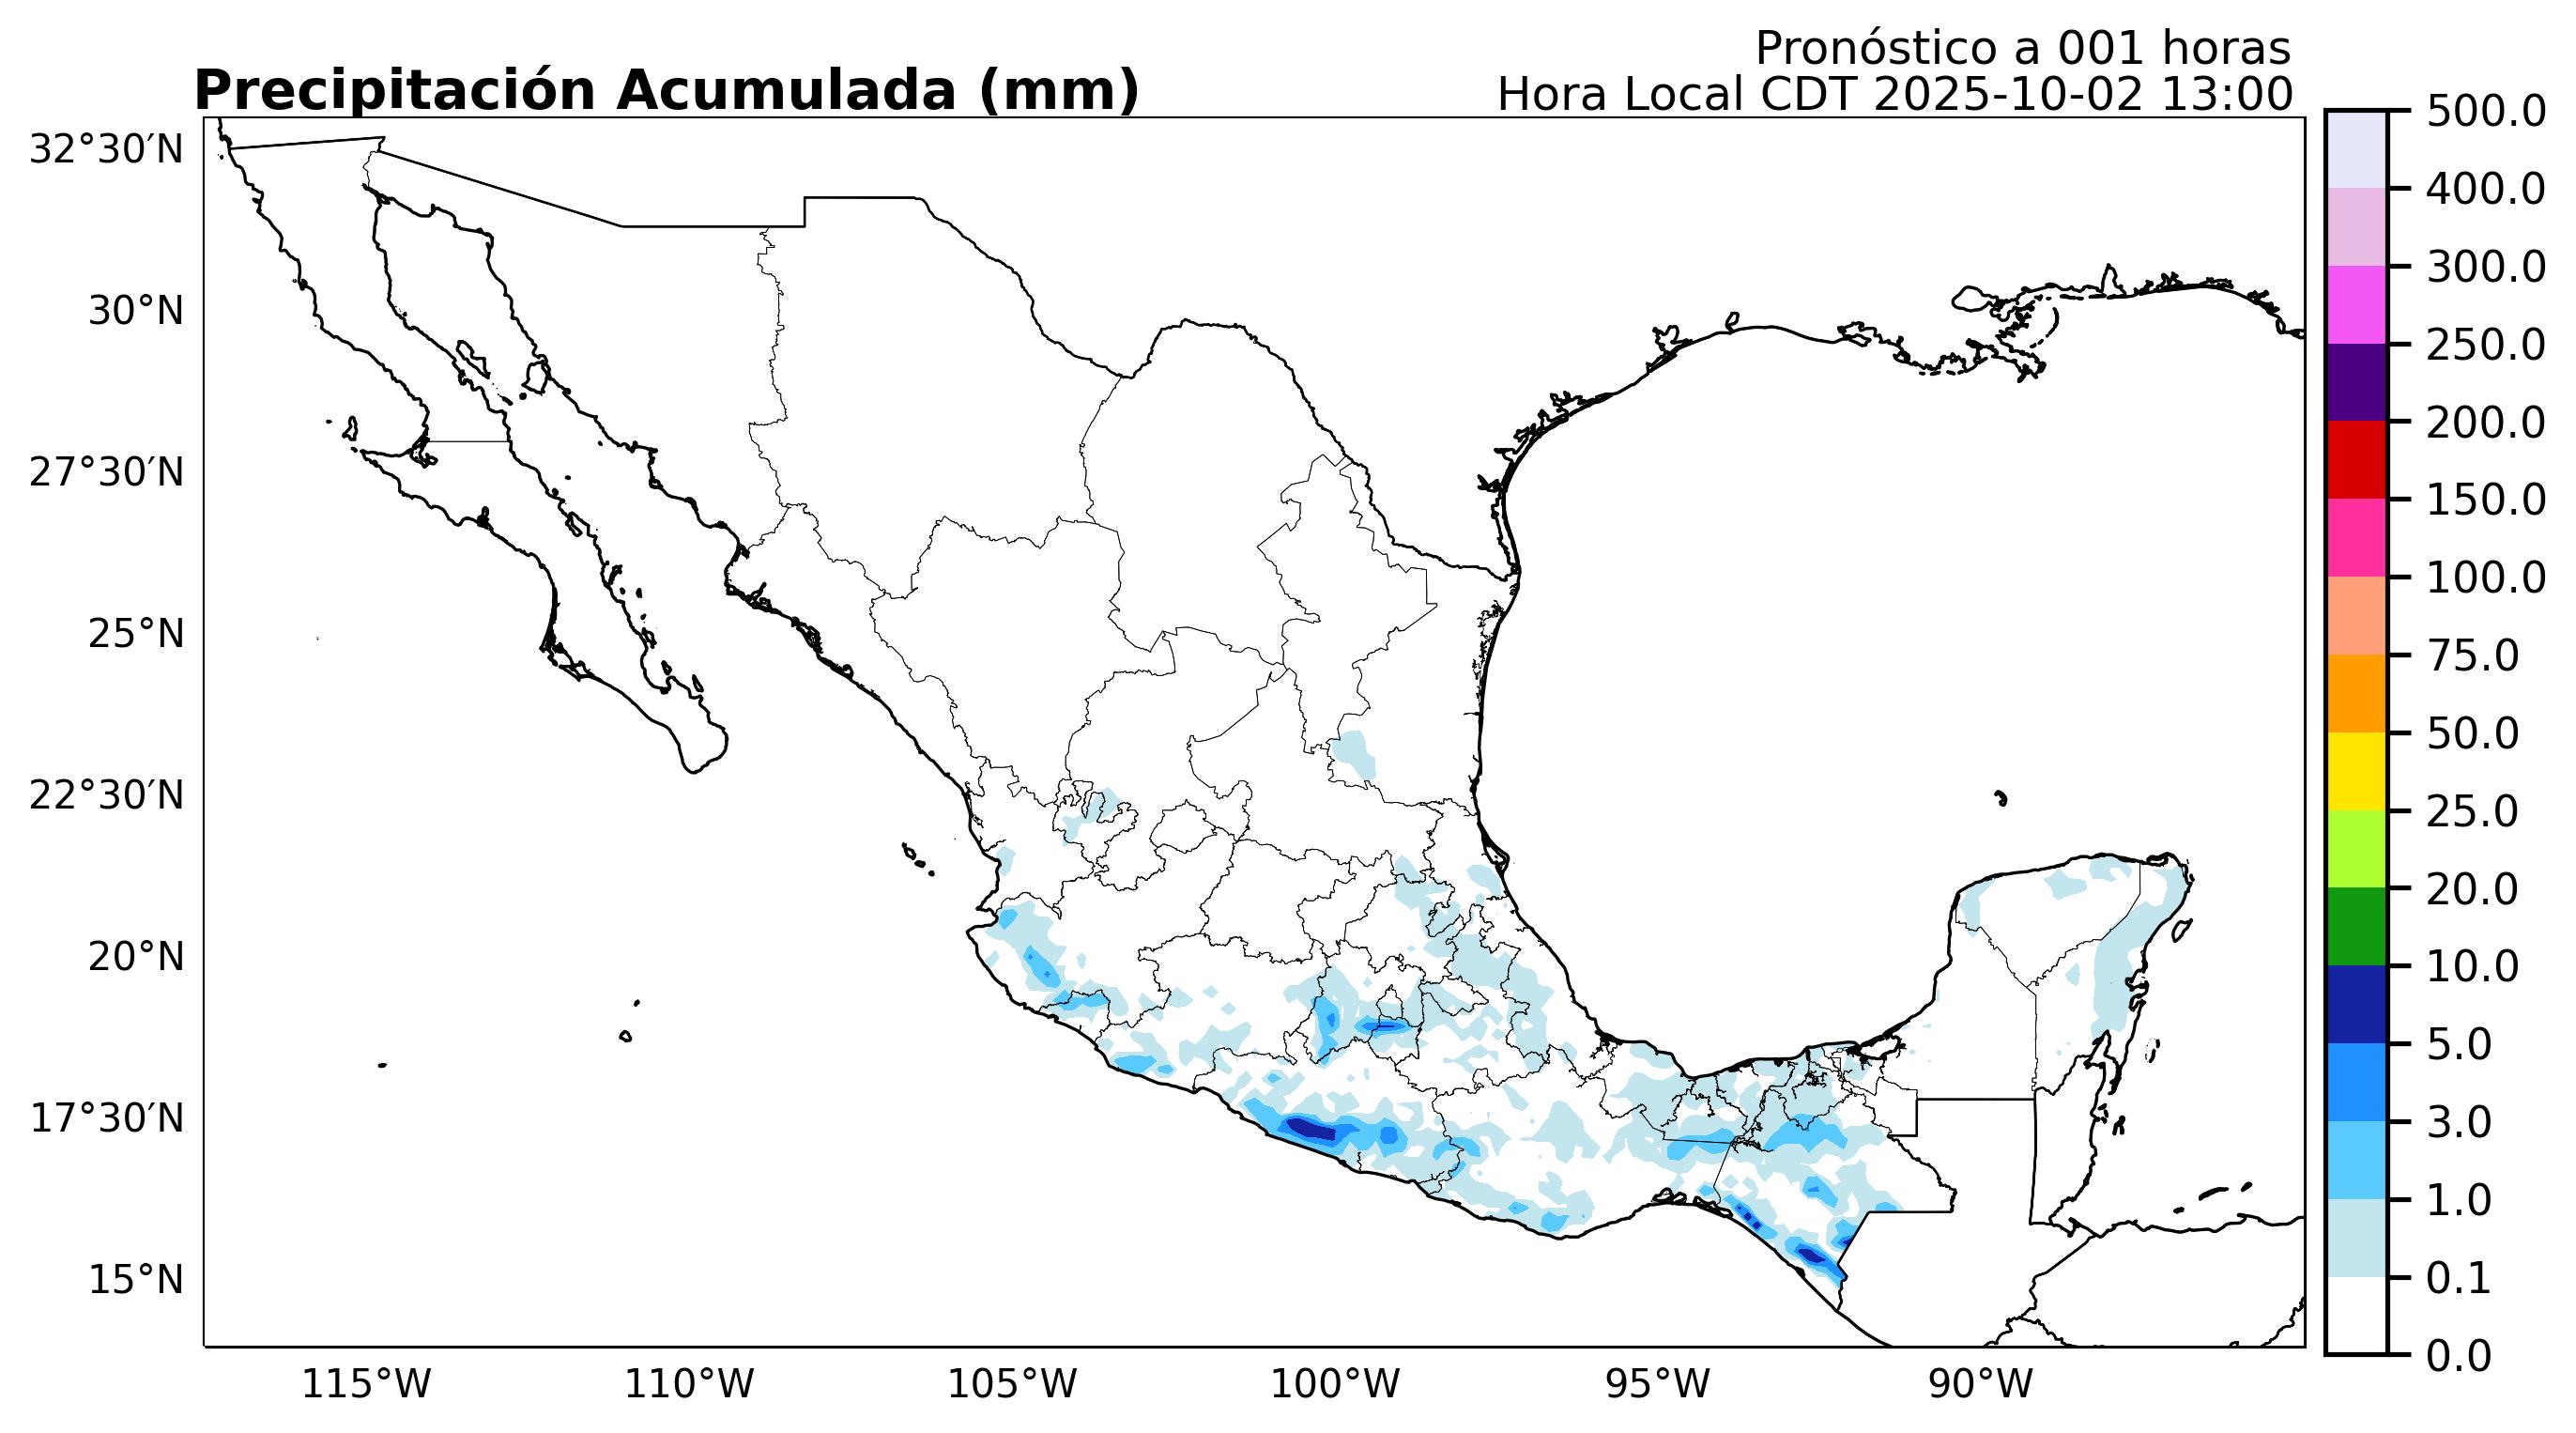 Pronóstico a 001 horas
Precipitación Acumulada (mm)
Hora Local CDT 2025-10-02 13:00
32°30′N
30°N
27°30′N
25°N
22°30′N
20°N
17°30′N
15°N
115°W
110°W
105°W
100°W
95°W
90°W
500.0
400.0
300.0
250.0
200.0
150.0
100.0
75.0
50.0
25.0
20.0
10.0
5.0
3.0
1.0
0.1
0.0